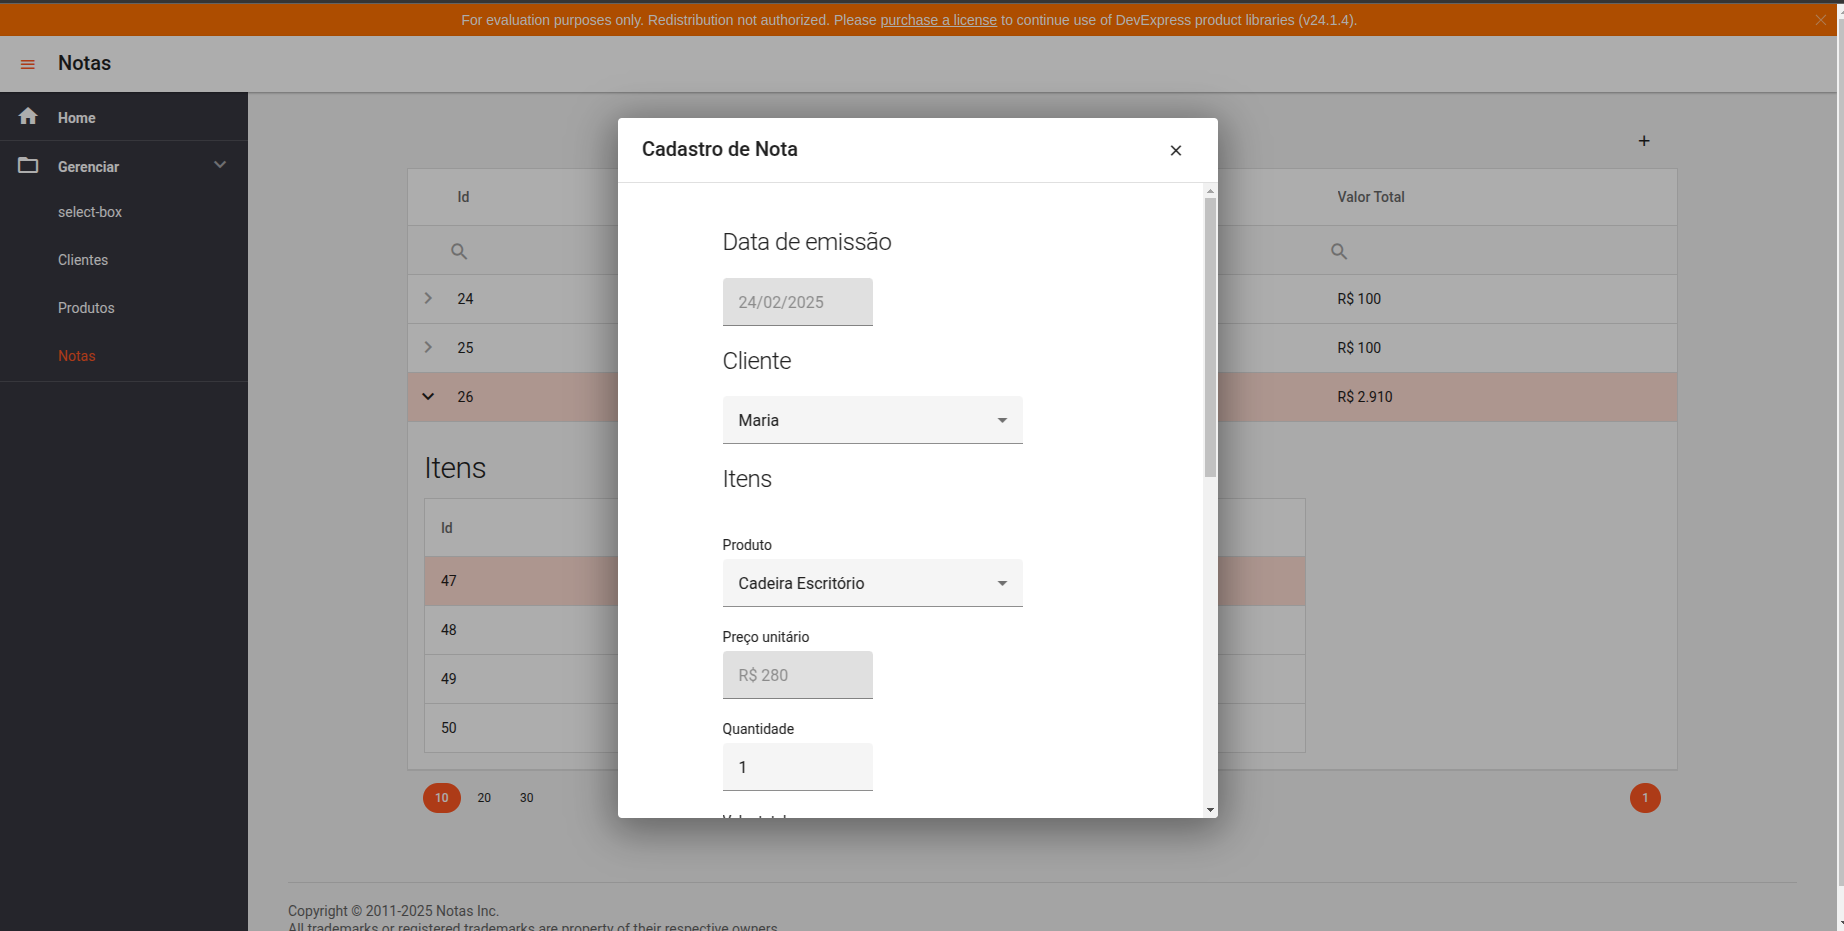 For evaluation purposes only. Redistribution not authorized. Please purchase a license to continue use of DevExpress product libraries (v24.1.4).
Notas
Home
Gerenciar
select-box
Clientes
Produtos
Notas
Id
Valor Total
24
R$ 100
25
R$ 100
26
R$ 2.910
Itens
Id
47
48
49
50
10 20 30
1
Cadastro de Nota
Data de emissão
24/02/2025
Cliente
Maria
Itens
Produto
Cadeira Escritório
Preço unitário
R$ 280
Quantidade
1
Copyright © 2011-2025 Notas Inc.
All trademarks or registered trademarks are property of their respective owners.